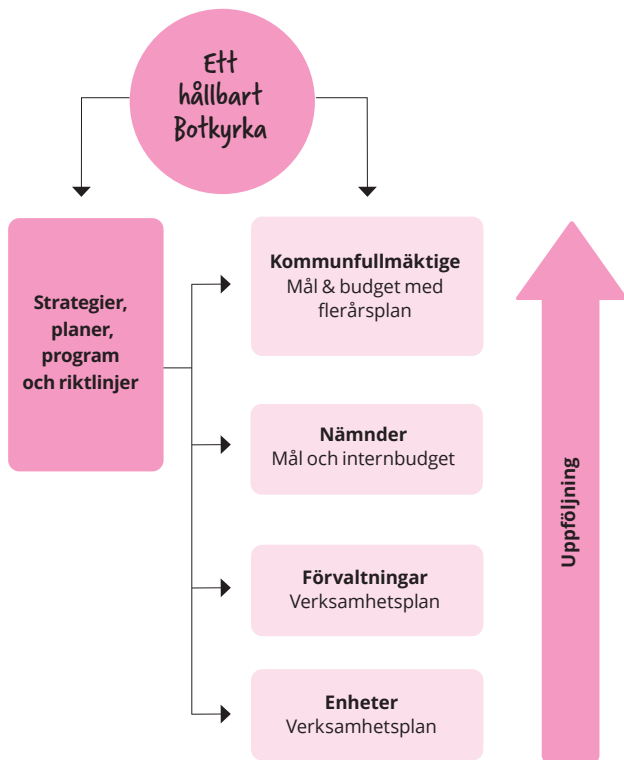 Ett
hållbart
Botkyrka
Strategier,
planer,
program
och riktlinjer
Kommunfullmäktige
Mål & budget med
flerårsplan
Nämnder
Mål och internbudget
Förvaltningar
Verksamhetsplan
Enheter
Verksamhetsplan
Uppföljning